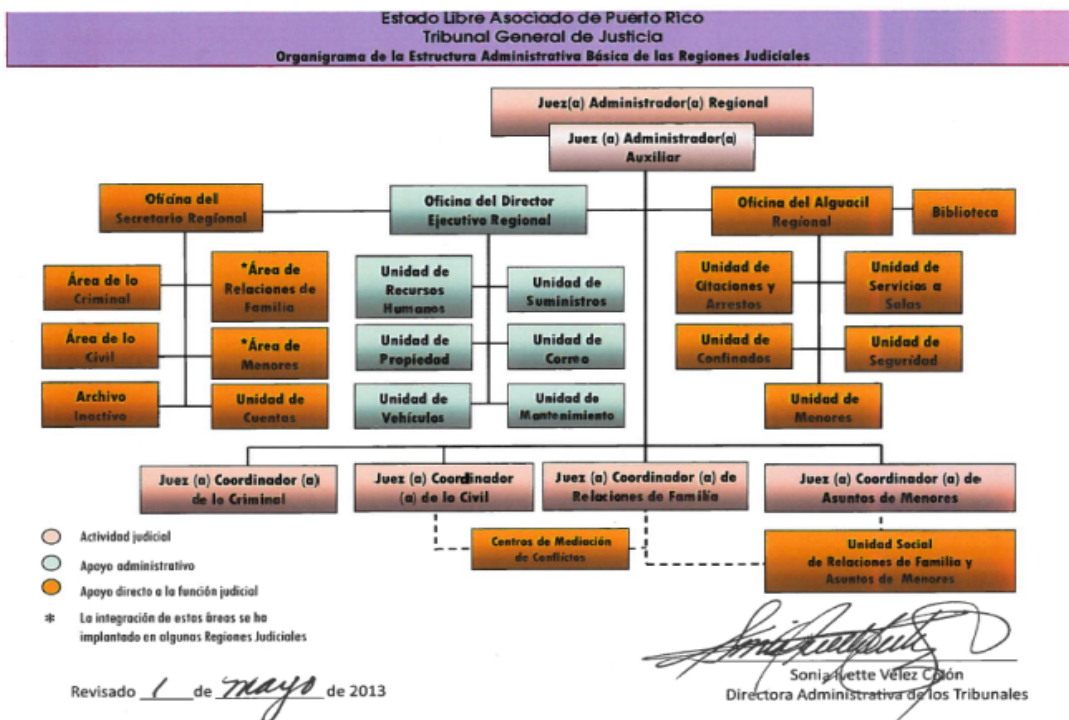 Estado Libre Asociado de Puerto Rico
Tribunal General de Justicia
Organigrama de la Estructura Administrativa Básica de las Regiones Judiciales
Juez(a) Administrador(a) Regional
Juez (a) Administrador(a)
Auxiliar
Oficina del
Secretario Regional
Oficina del Director
Ejecutivo Regional
Oficina del Alguacil
Regional
Biblioteca
Área de lo
Criminal
*Área de
Relaciones de
Familia
Área de lo
Civil
*Área de
Menores
Archivo
Inactivo
Unidad de
Cuentas
Unidad de
Recursos
Humanos
Unidad de
Suministros
Unidad de
Propiedad
Unidad de
Correo
Unidad de
Vehículos
Unidad de
Mantenimiento
Unidad de
Citaciones y
Arrestos
Unidad de
Servicios a
Salas
Unidad de
Confinados
Unidad de
Seguridad
Unidad de
Menores
Juez (a) Coordinador (a)
de lo Criminal
Juez (a) Coordinador
(a) de lo Civil
Juez (a) Coordinador (a) de
Relaciones de Familia
Juez (a) Coordinador (a) de
Asuntos de Menores
Centros de Mediación
de Conflictos
Unidad Social
de Relaciones de Familia y
Asuntos de Menores
Actividad judicial
Apoyo administrativo
Apoyo directo a la función judicial
* La integración de estas áreas se ha
implantado en algunas Regiones Judiciales
Revisado 1 de mayo de 2013
Sonia Ivette Vélez Colón
Directora Administrativa de los Tribunales